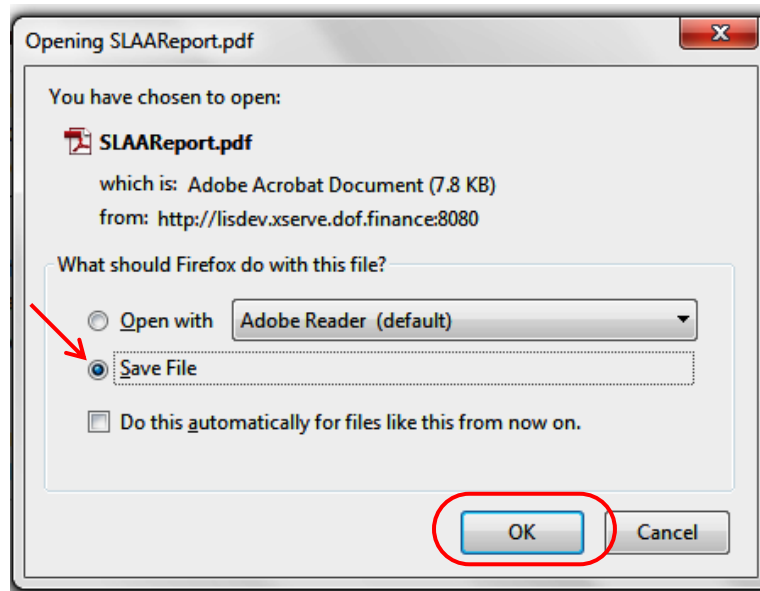 Opening SLAAReport.pdf
You have chosen to open:
SLAAReport.pdf
which is: Adobe Acrobat Document (7.8 KB)
from: http://lisdev.xserve.dof.finance:8080
What should Firefox do with this file?
Open with Adobe Reader (default)
Save File
Do this automatically for files like this from now on.
OK Cancel